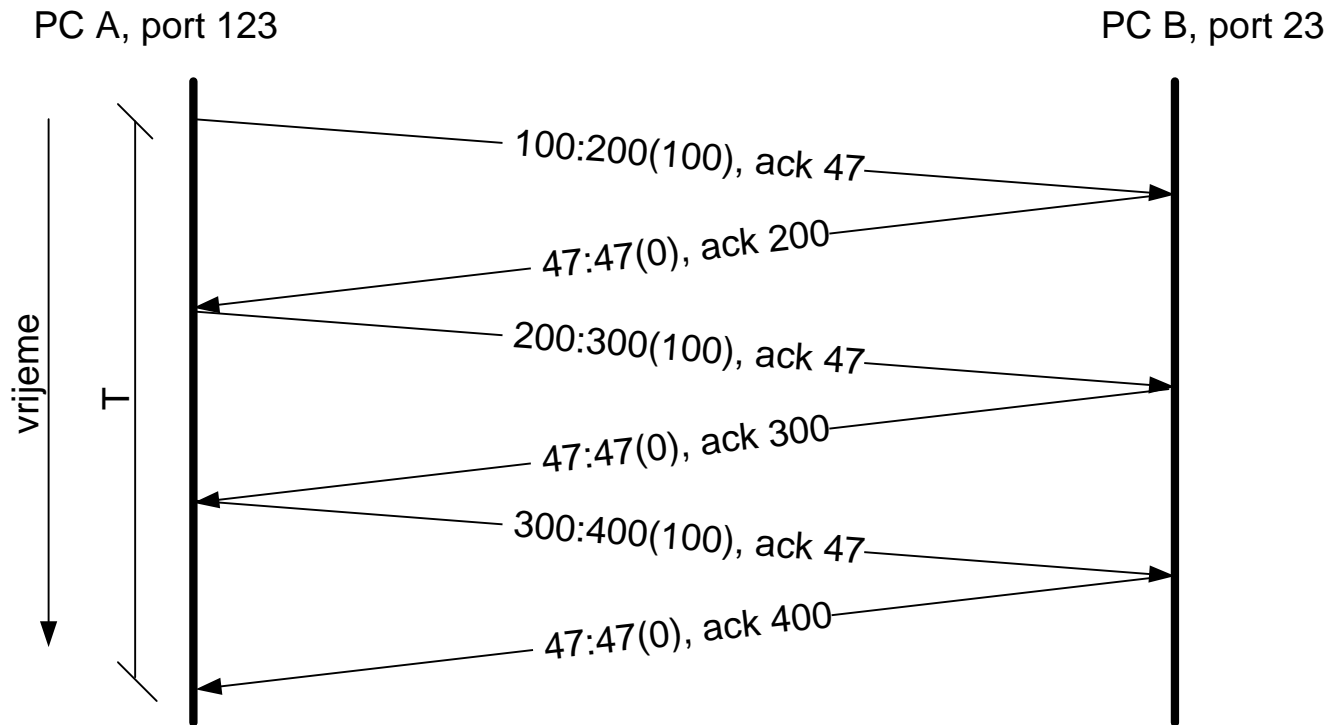 PC A, port 123
PC B, port 23
100:200(100), ack 47
47:47(0), ack 200
200:300(100), ack 47
vrijeme
T
47:47(0), ack 300
300:400(100), ack 47
47:47(0), ack 400